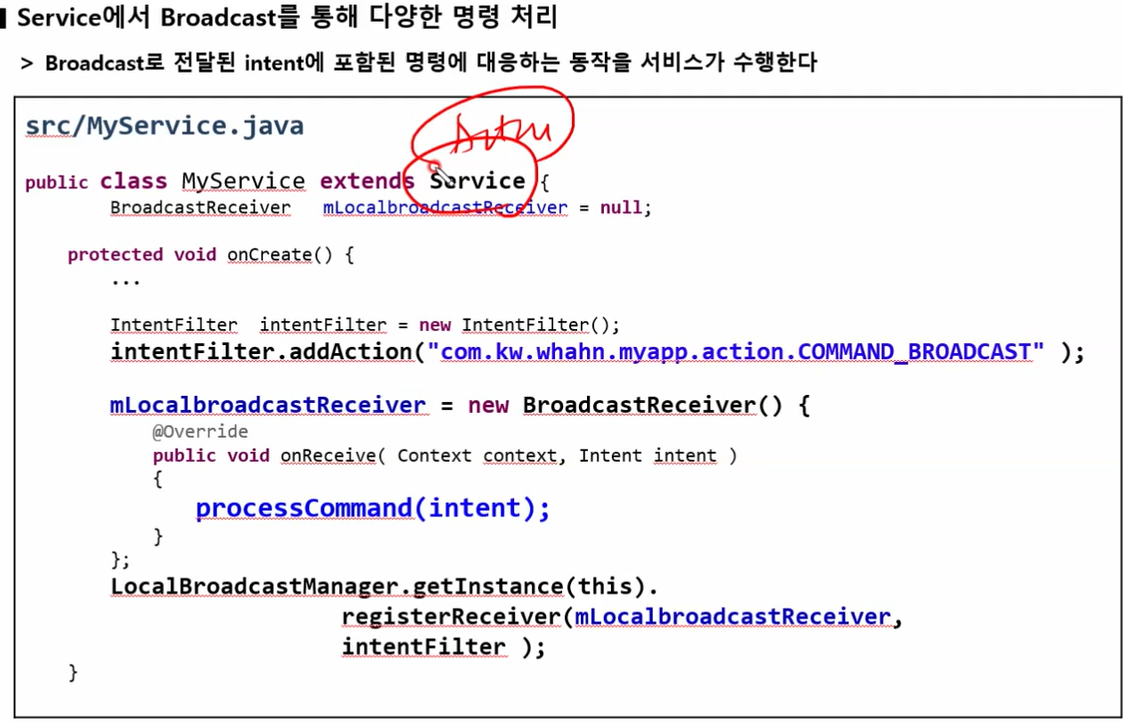 Service에서 Broadcast를 통해 다양한 명령 처리
> Broadcast로 전달된 intent에 포함된 명령에 대응하는 동작을 서비스가 수행한다
src/MyService.java
public class MyService extends Service {
BroadcastReceiver mLocalbroadcastReceiver = null;
protected void onCreate() {
...
IntentFilter intentFilter = new IntentFilter();
intentFilter.addAction("com.kw.whahn.myapp.action.COMMAND_BROADCAST" );
mLocalbroadcastReceiver = new BroadcastReceiver() {
@Override
public void onReceive( Context context, Intent intent )
{
processCommand(intent);
}
};
LocalBroadcastManager.getInstance(this).
registerReceiver(mLocalbroadcastReceiver,
intentFilter );
}